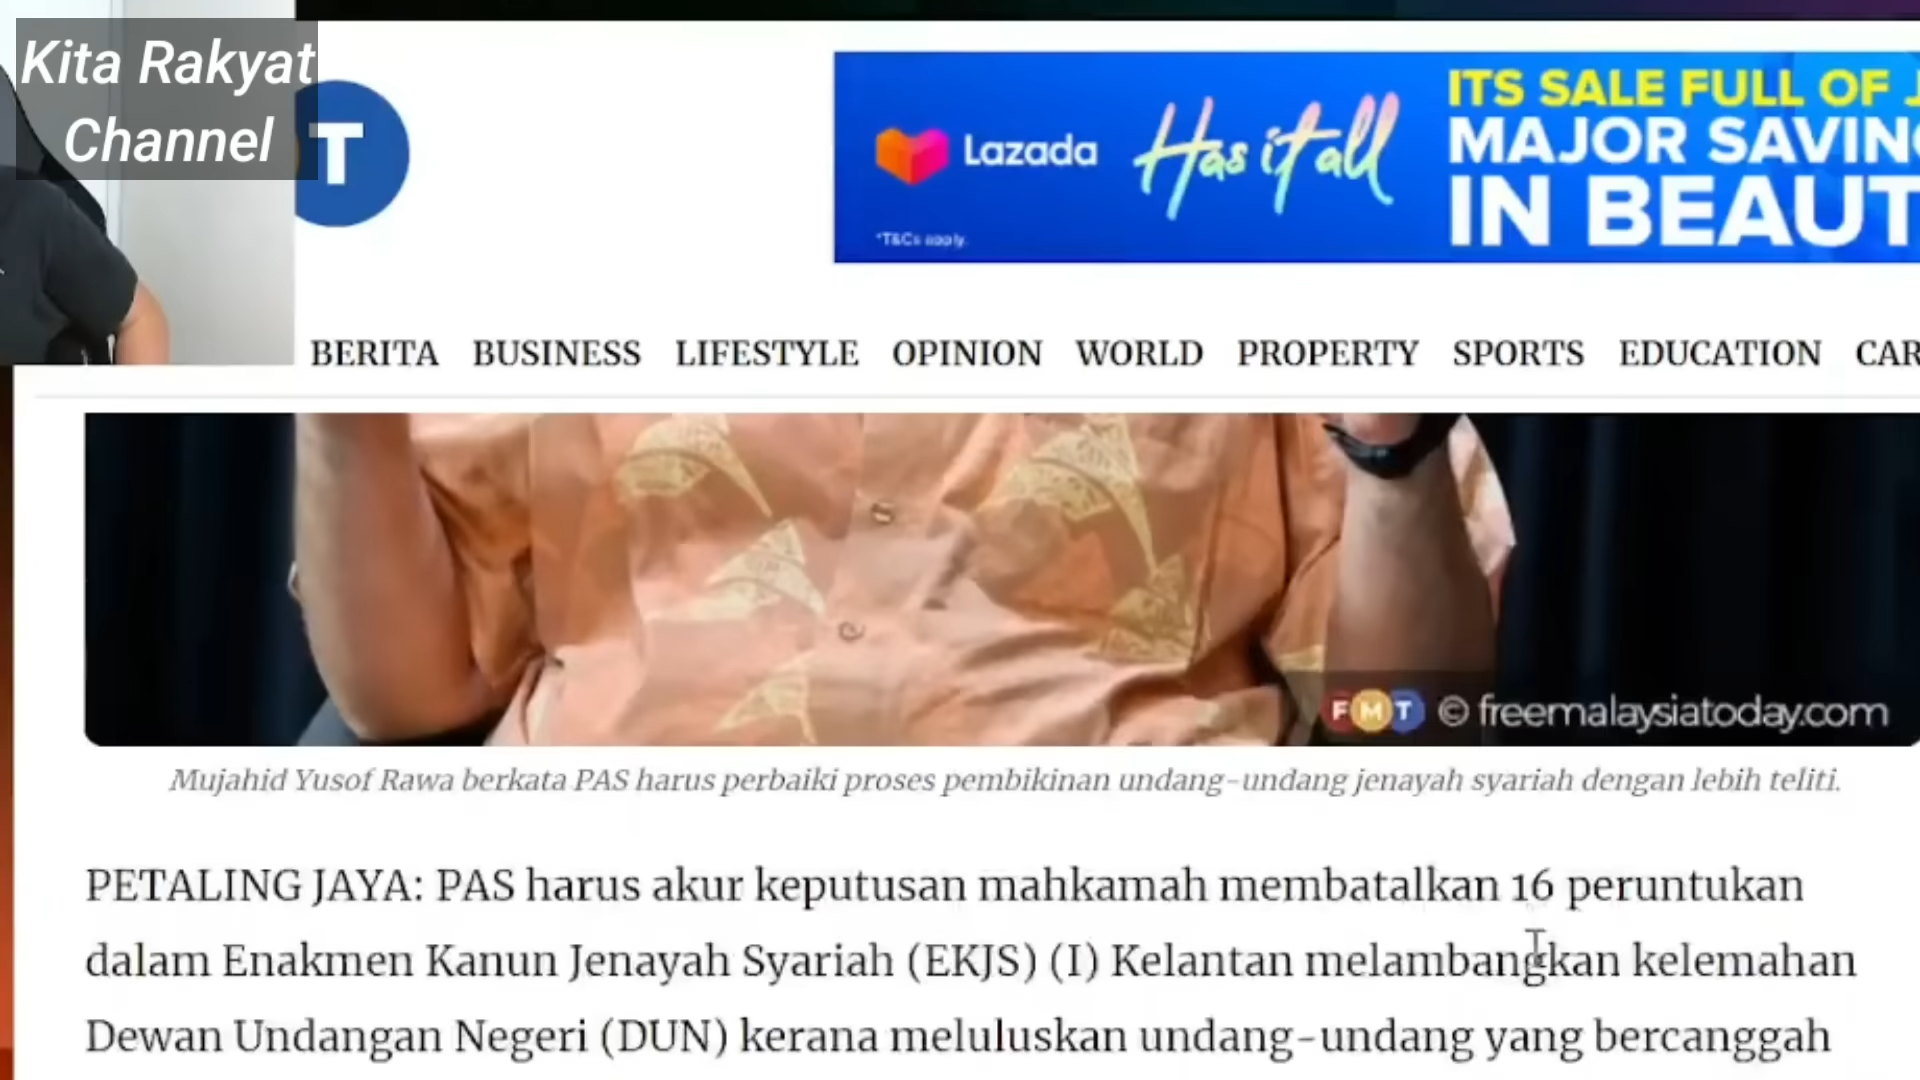 Kita Rakyat
Channel
T
Lazada
Has it all
*T&Cs apply.
ITS SALE FULL OF
MAJOR SAVIN
IN BEAUT
BERITA BUSINESS LIFESTYLE OPINION WORLD PROPERTY SPORTS EDUCATION CAR
FMT © freemalaysiatoday.com
Mujahid Yusof Rawa berkata PAS harus perbaiki proses pembikinan undang-undang jenayah syariah dengan lebih teliti.
PETALING JAYA: PAS harus akur keputusan mahkamah membatalkan 16 peruntukan
dalam Enakmen Kanun Jenayah Syariah (EKJS) (I) Kelantan melambangkan kelemahan
Dewan Undangan Negeri (DUN) kerana meluluskan undang-undang yang bercanggah